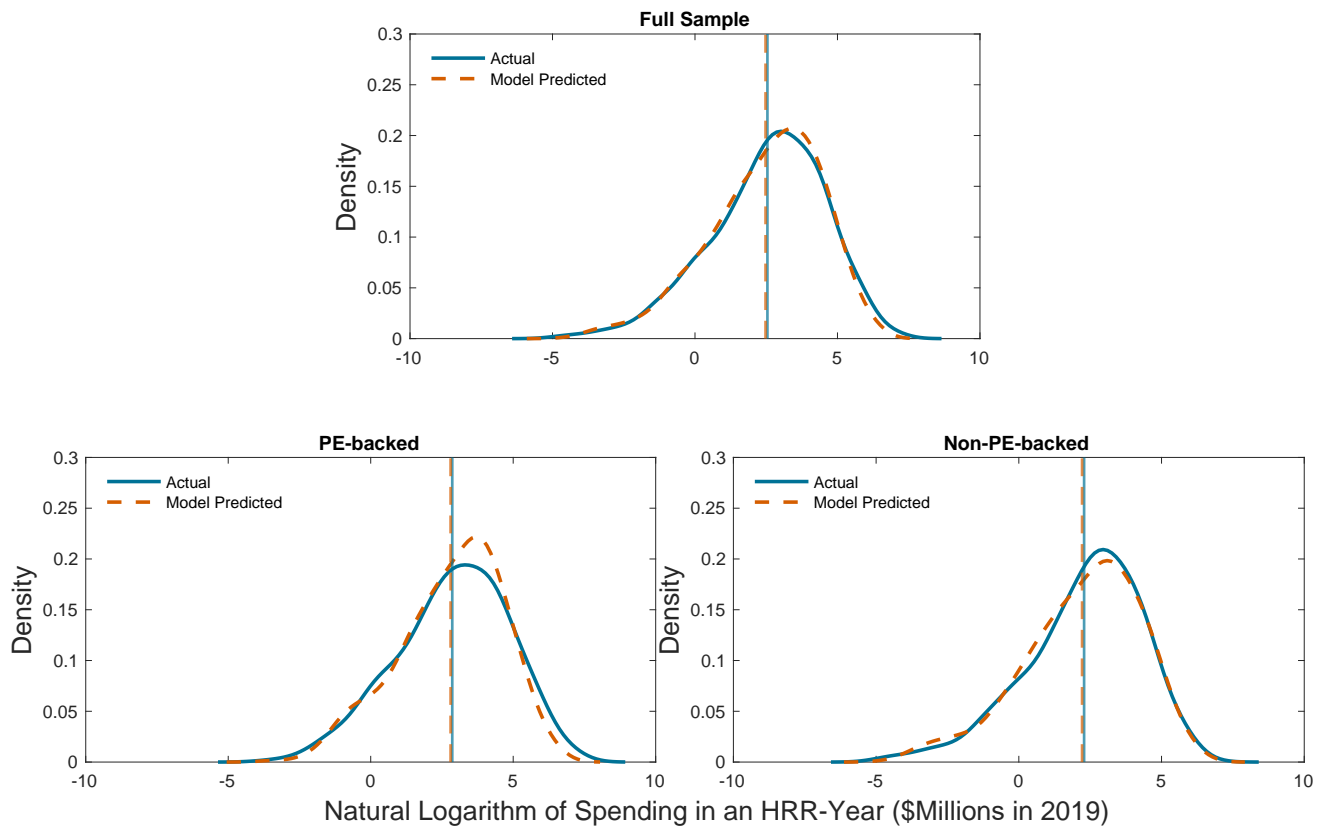 Full Sample
0.3
0.25
0.2
0.15
0.1
0.05
0
Density
Actual
Model Predicted
-10 -5 0 5 10
PE-backed
0.3
0.25
0.2
0.15
0.1
0.05
0
Density
Actual
Model Predicted
-10 -5 0 5 10
Non-PE-backed
0.3
0.25
0.2
0.15
0.1
0.05
0
Density
Actual
Model Predicted
-10 -5 0 5 10
Natural Logarithm of Spending in an HRR-Year ($Millions in 2019)